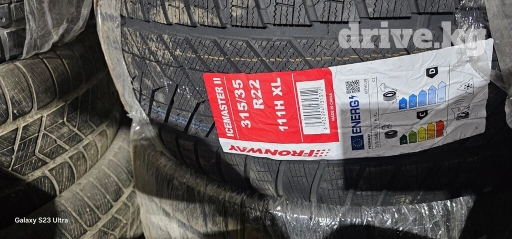 drive.kg
ICEMASTER II
315/35
R22
111H XL
FRONWAY
ENERG
Galaxy S23 Ultra